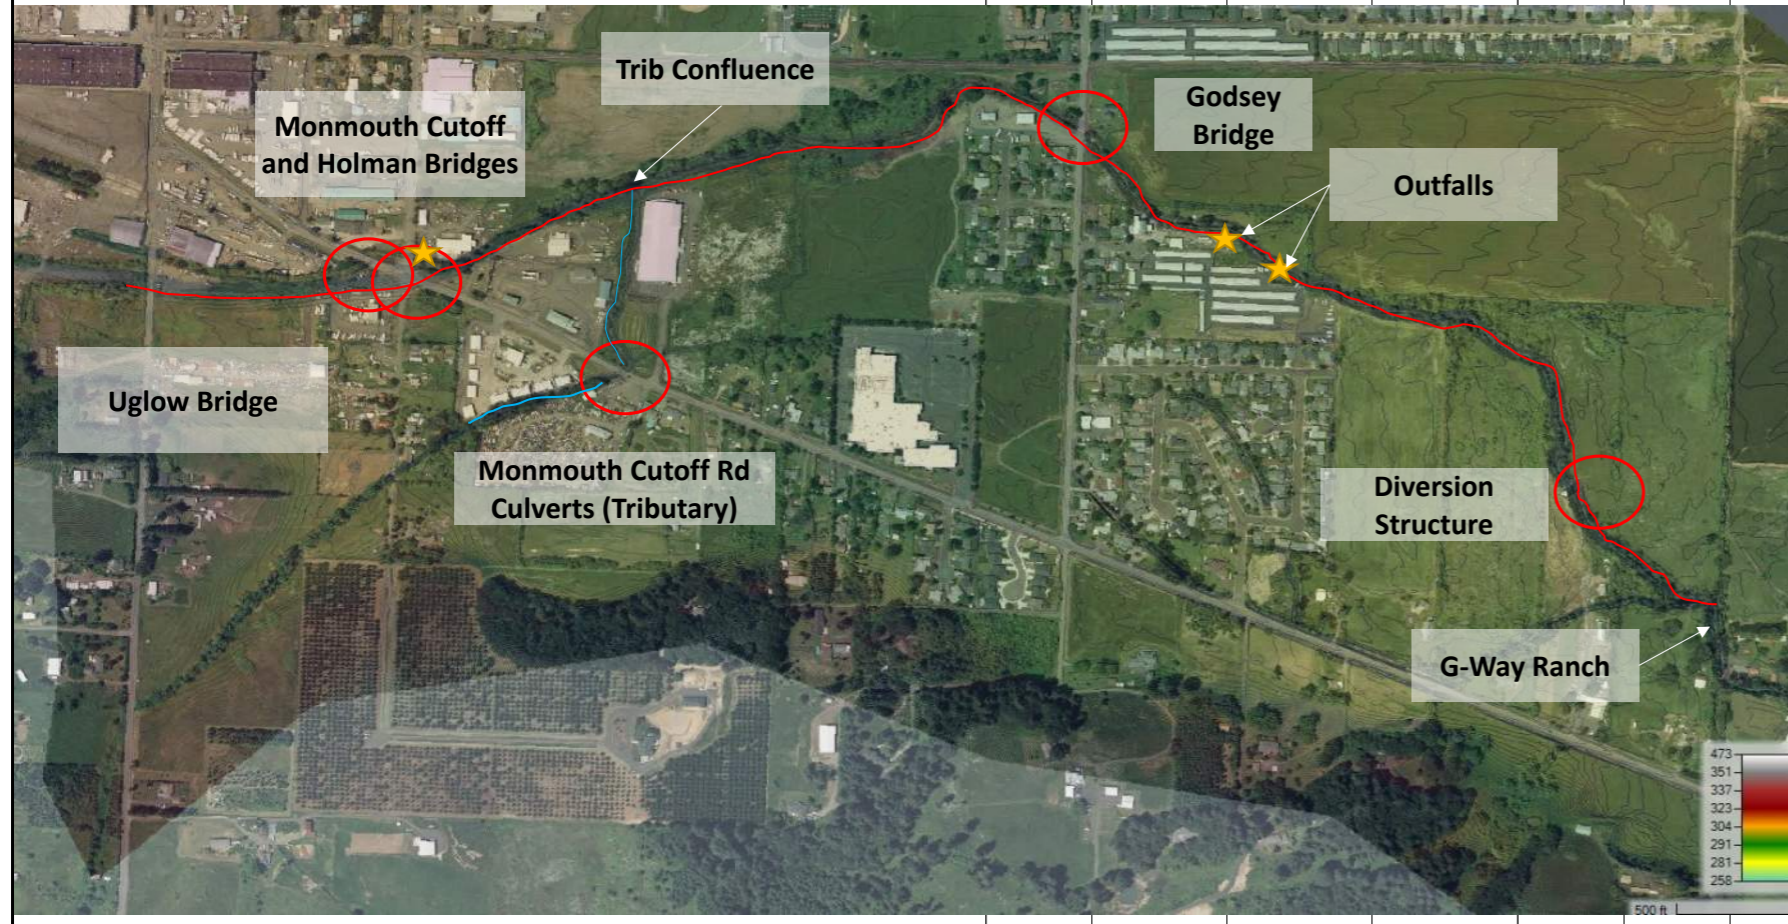 Trib Confluence
Monmouth Cutoff
and Holman Bridges
Godsey
Bridge
Outfalls
Uglow Bridge
Monmouth Cutoff Rd
Culverts (Tributary)
Diversion
Structure
G-Way Ranch
473
351
337
323
304
291
281
258
500 ft